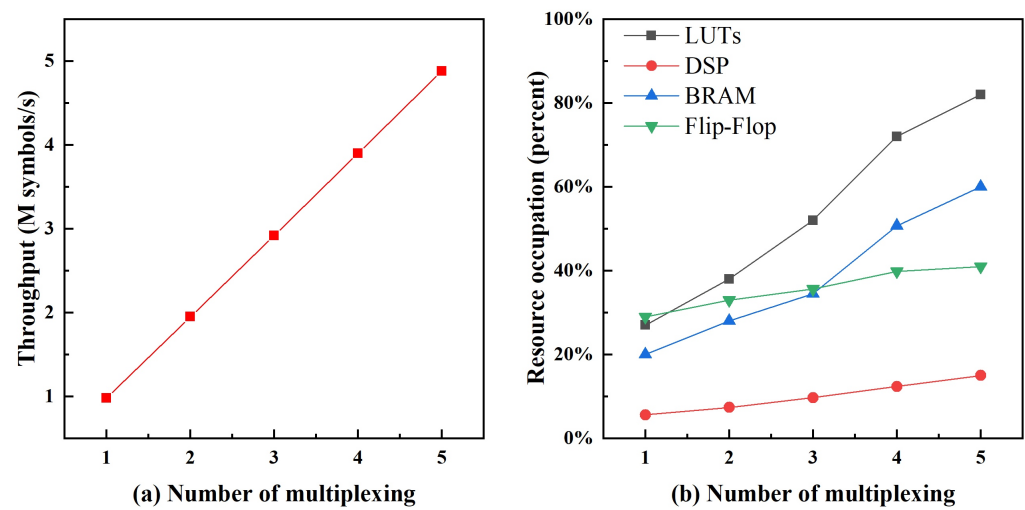 Throughput (M symbols/s)
5
4
3
2
1
1 2 3 4 5
(a) Number of multiplexing
Resource occupation (percent)
100%
80%
60%
40%
20%
0%
LUTs
DSP
BRAM
Flip-Flop
1 2 3 4 5
(b) Number of multiplexing